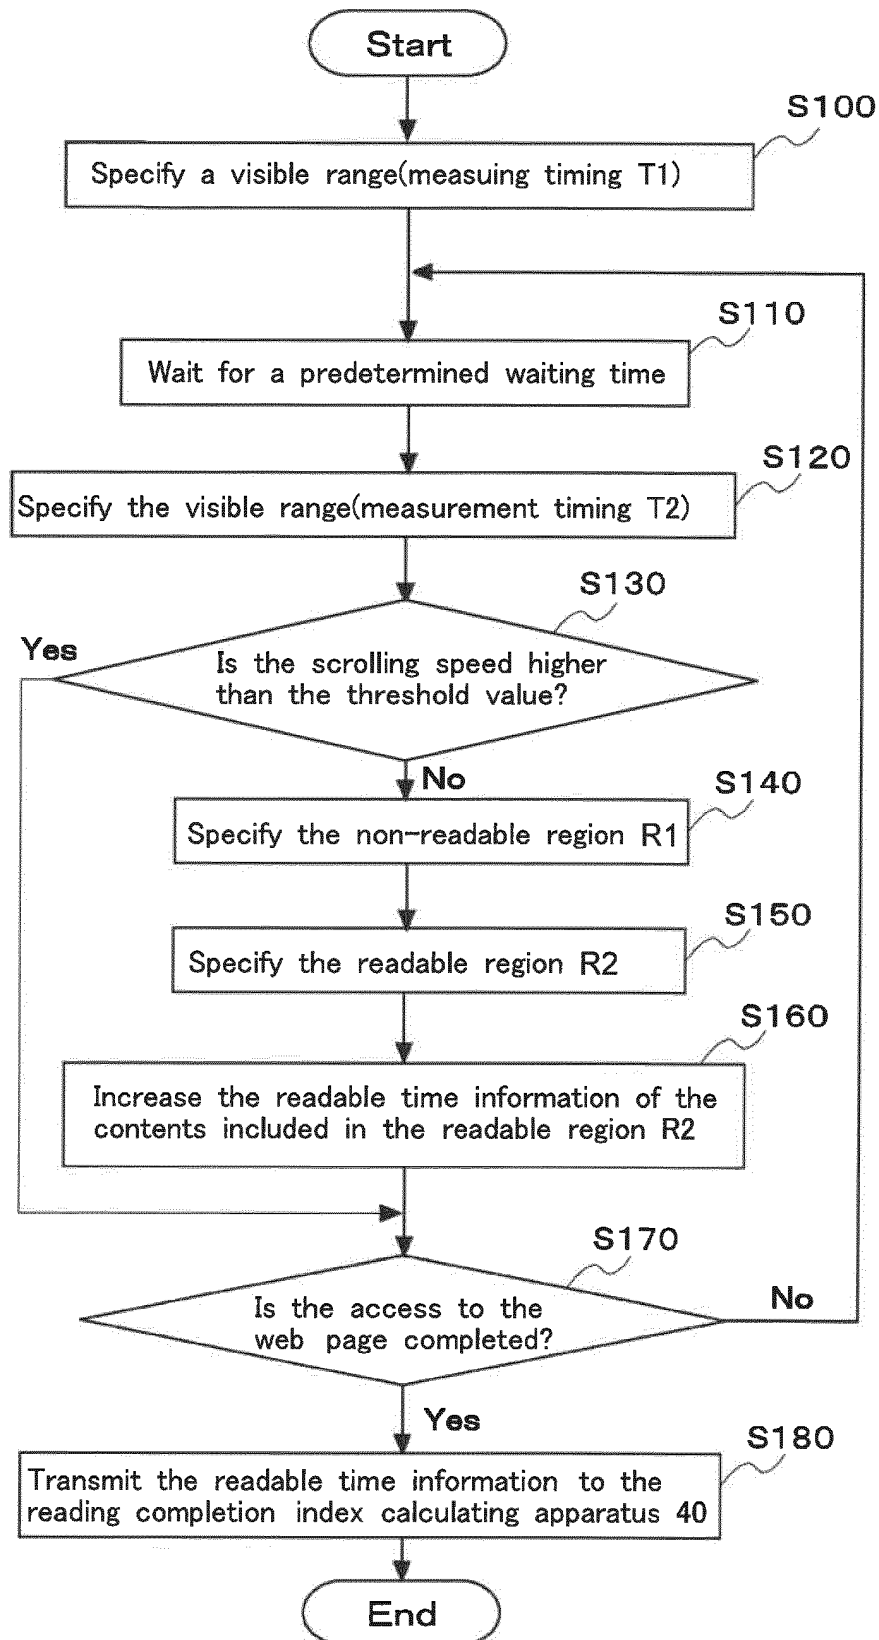 Start
S100
Specify a visible range(measuing timing T1)
S110
Wait for a predetermined waiting time
S120
Specify the visible range(measurement timing T2)
S130
Yes
Is the scrolling speed higher
than the threshold value?
No
S140
Specify the non-readable region R1
S150
Specify the readable region R2
S160
Increase the readable time information of the
contents included in the readable region R2
S170
Is the access to the
web page completed?
No
Yes
S180
Transmit the readable time information to the
reading completion index calculating apparatus 40
End